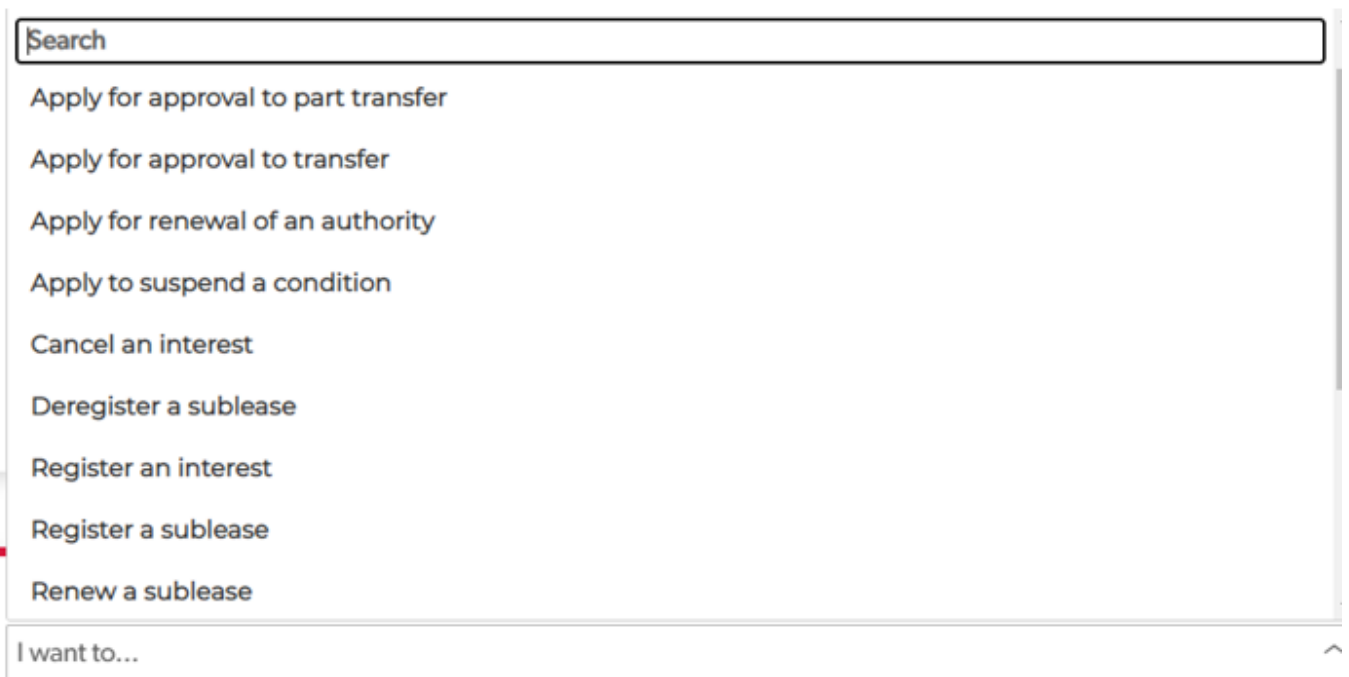 Search
Apply for approval to part transfer
Apply for approval to transfer
Apply for renewal of an authority
Apply to suspend a condition
Cancel an interest
Deregister a sublease
Register an interest
Register a sublease
Renew a sublease
I want to...